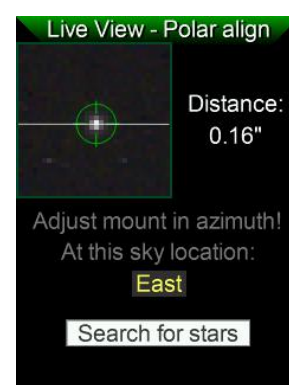 Live View - Polar align
Distance:
0.16"
Adjust mount in azimuth!
At this sky location:
East
Search for stars